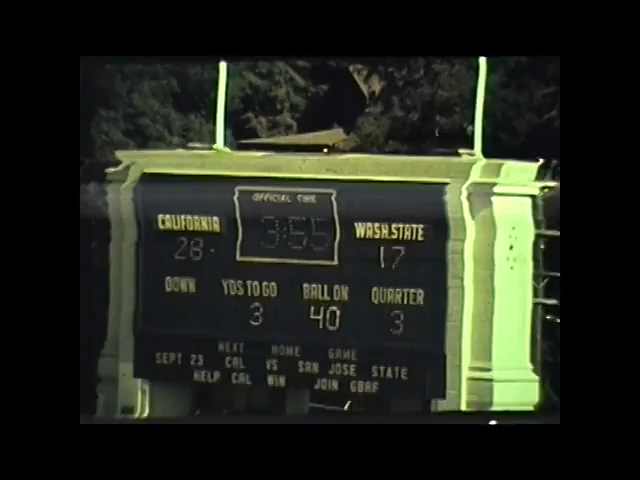 OFFICIAL TIME
CALIFORNIA 3:55 WASH.STATE
28 17
DOWN YDS TO GO BALL ON QUARTER
3 40 3
NEXT HOME GAME
SEPT 23 CAL VS SAN JOSE STATE
HELP CAL WIN JOIN GBAF